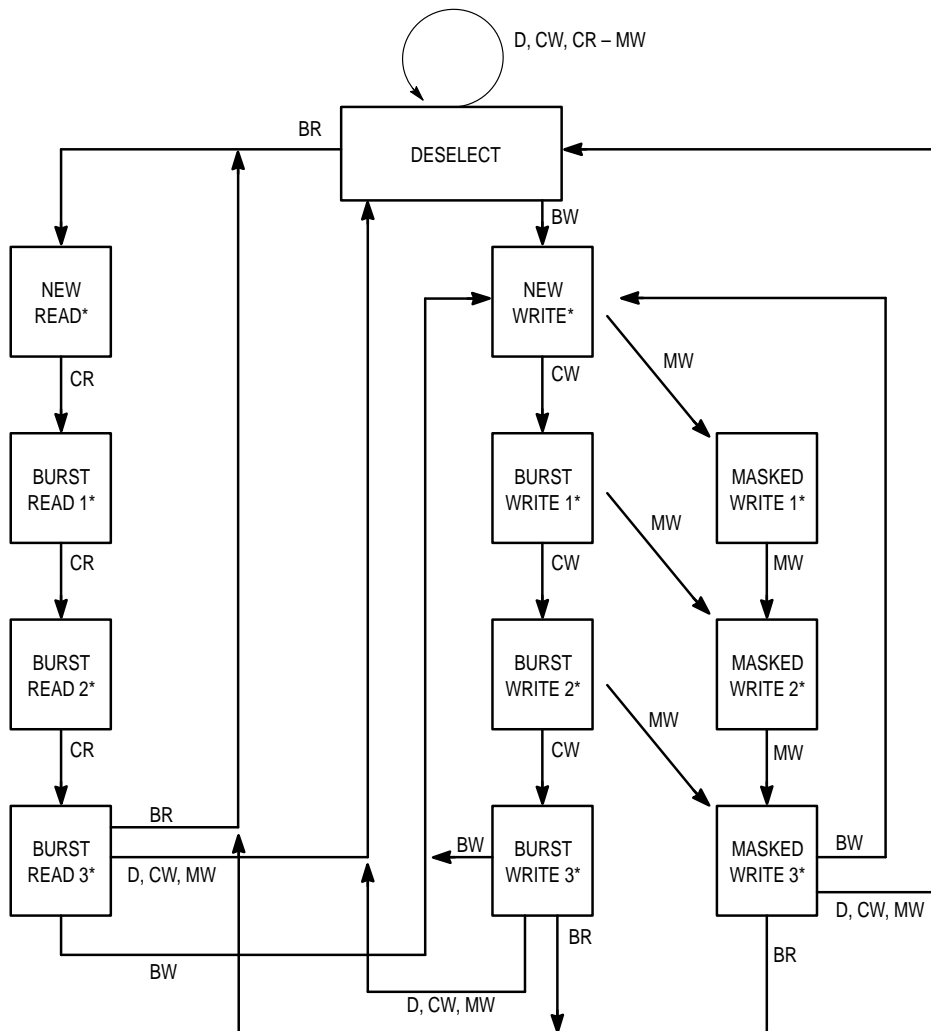 D, CW, CR – MW
BR
DESELECT
BW
NEW
READ*
NEW
WRITE*
CR
CW
MW
BURST
READ 1*
BURST
WRITE 1*
MASKED
WRITE 1*
MW
CR
CW
MW
BURST
READ 2*
BURST
WRITE 2*
MASKED
WRITE 2*
MW
CR
CW
MW
BR
BURST
READ 3*
D, CW, MW
BW
BURST
WRITE 3*
MASKED
WRITE 3*
BW
D, CW, MW
BR
BR
BW
D, CW, MW